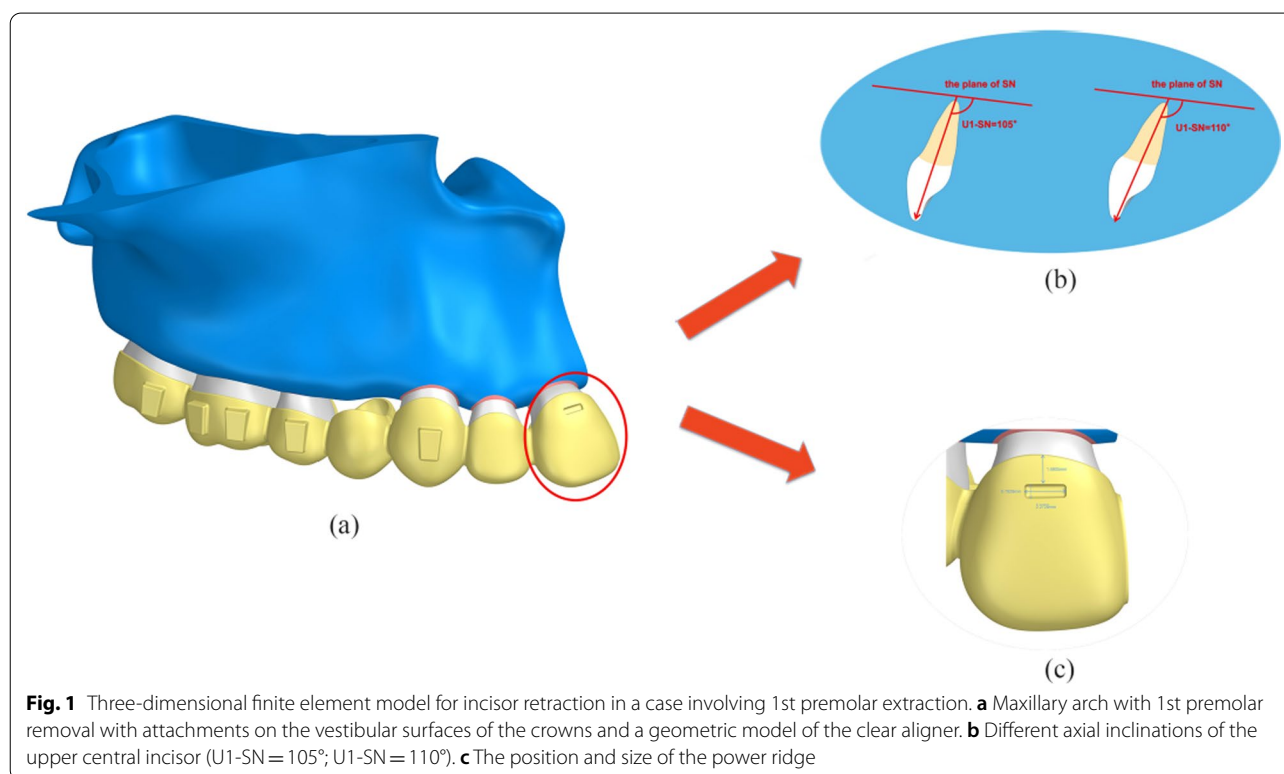 the plane of SN
the plane of SN
U1-SN=105°
U1-SN=110°
(b)
(a)
(c)
Fig. 1 Three-dimensional finite element model for incisor retraction in a case involving 1st premolar extraction. a Maxillary arch with 1st premolar
removal with attachments on the vestibular surfaces of the crowns and a geometric model of the clear aligner. b Different axial inclinations of the
upper central incisor (U1-SN = 105°; U1-SN = 110°). c The position and size of the power ridge